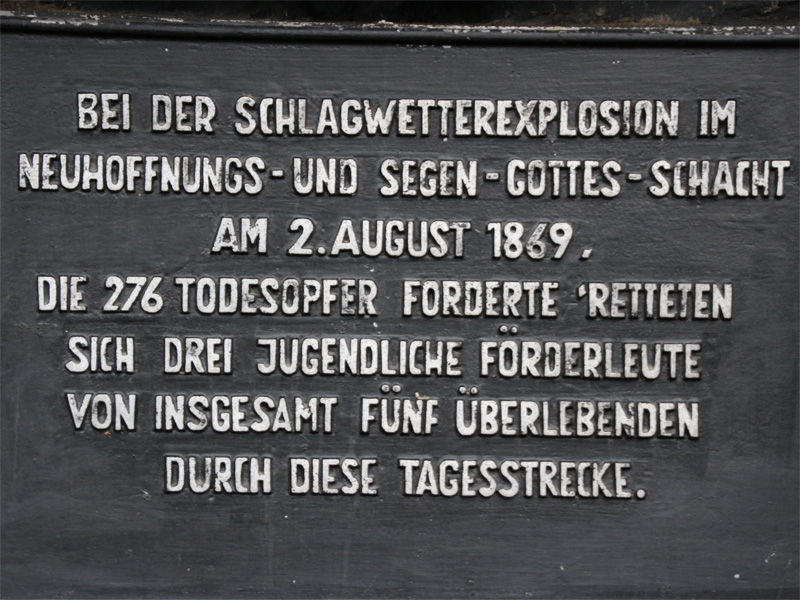 BEI DER SCHLAGWETTEREXPLOSION IM
NEUHOFFNUNGS-UND SEGEN-GOTTES-SCHACHT
AM 2. AUGUST 1869,
DIE 276 TODESOPFER FORDERTE 'RETTETEN
SICH DREI JUGENDLICHE FÖRDERLEUTE
VON INSGESAMT FÜNF ÜBERLEBENDEN
DURCH DIESE TAGESSTRECKE.